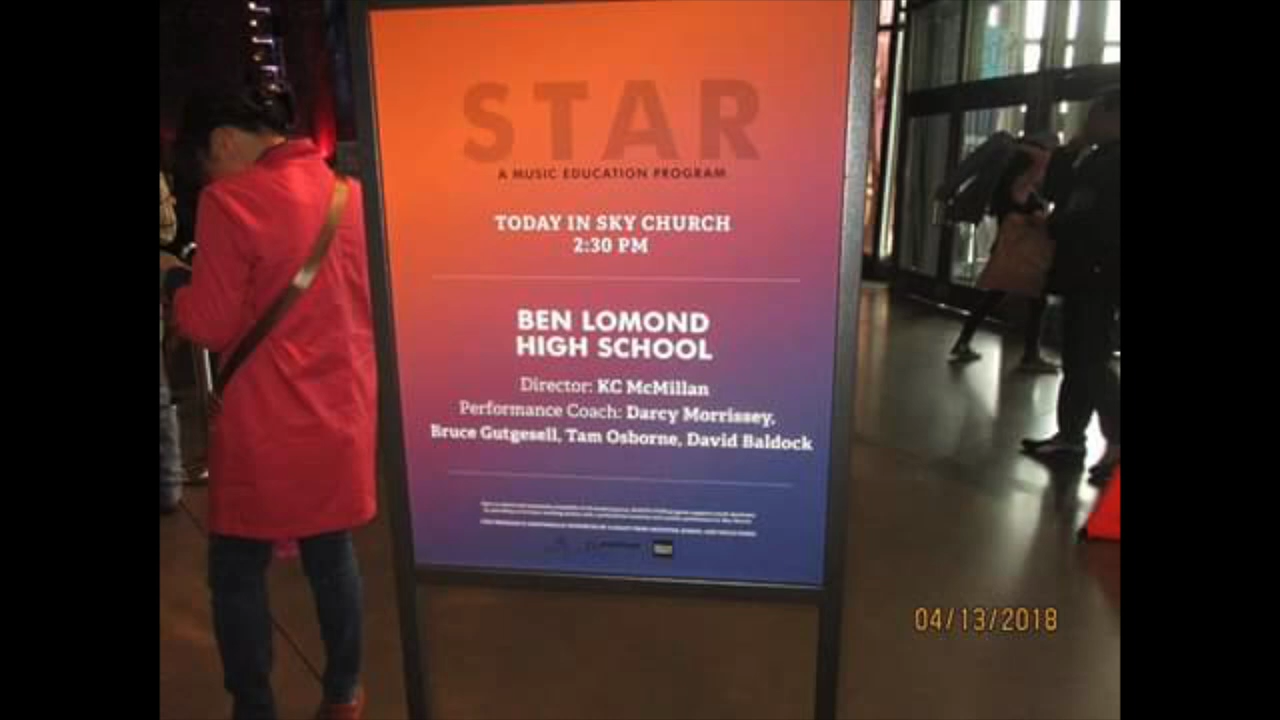 STAR
A MUSIC EDUCATION PROGRAM
TODAY IN SKY CHURCH
2:30 PM
BEN LOMOND
HIGH SCHOOL
Director: KC McMillan
Performance Coach: Darcy Morrissey,
Bruce Gutgesell, Tam Osborne, David Baldock
04/13/2018